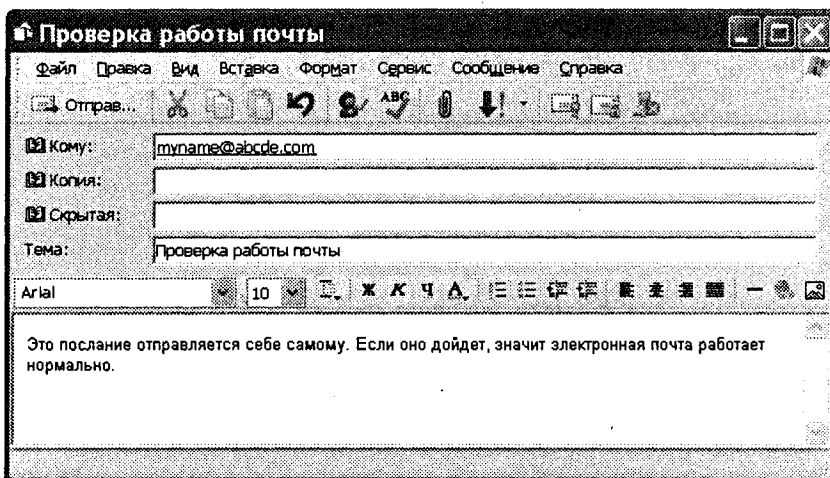 Проверка работы почты
Файл Правка Вид Вставка Формат Сервис Сообщение Справка
Отправ... ABC
Кому: myname@abcde.com
Копия:
Скрытая:
Тема: Проверка работы почты
Arial 10 Ж К Ч А
Это послание отправляется себе самому. Если оно дойдет, значит электронная почта работает
нормально.